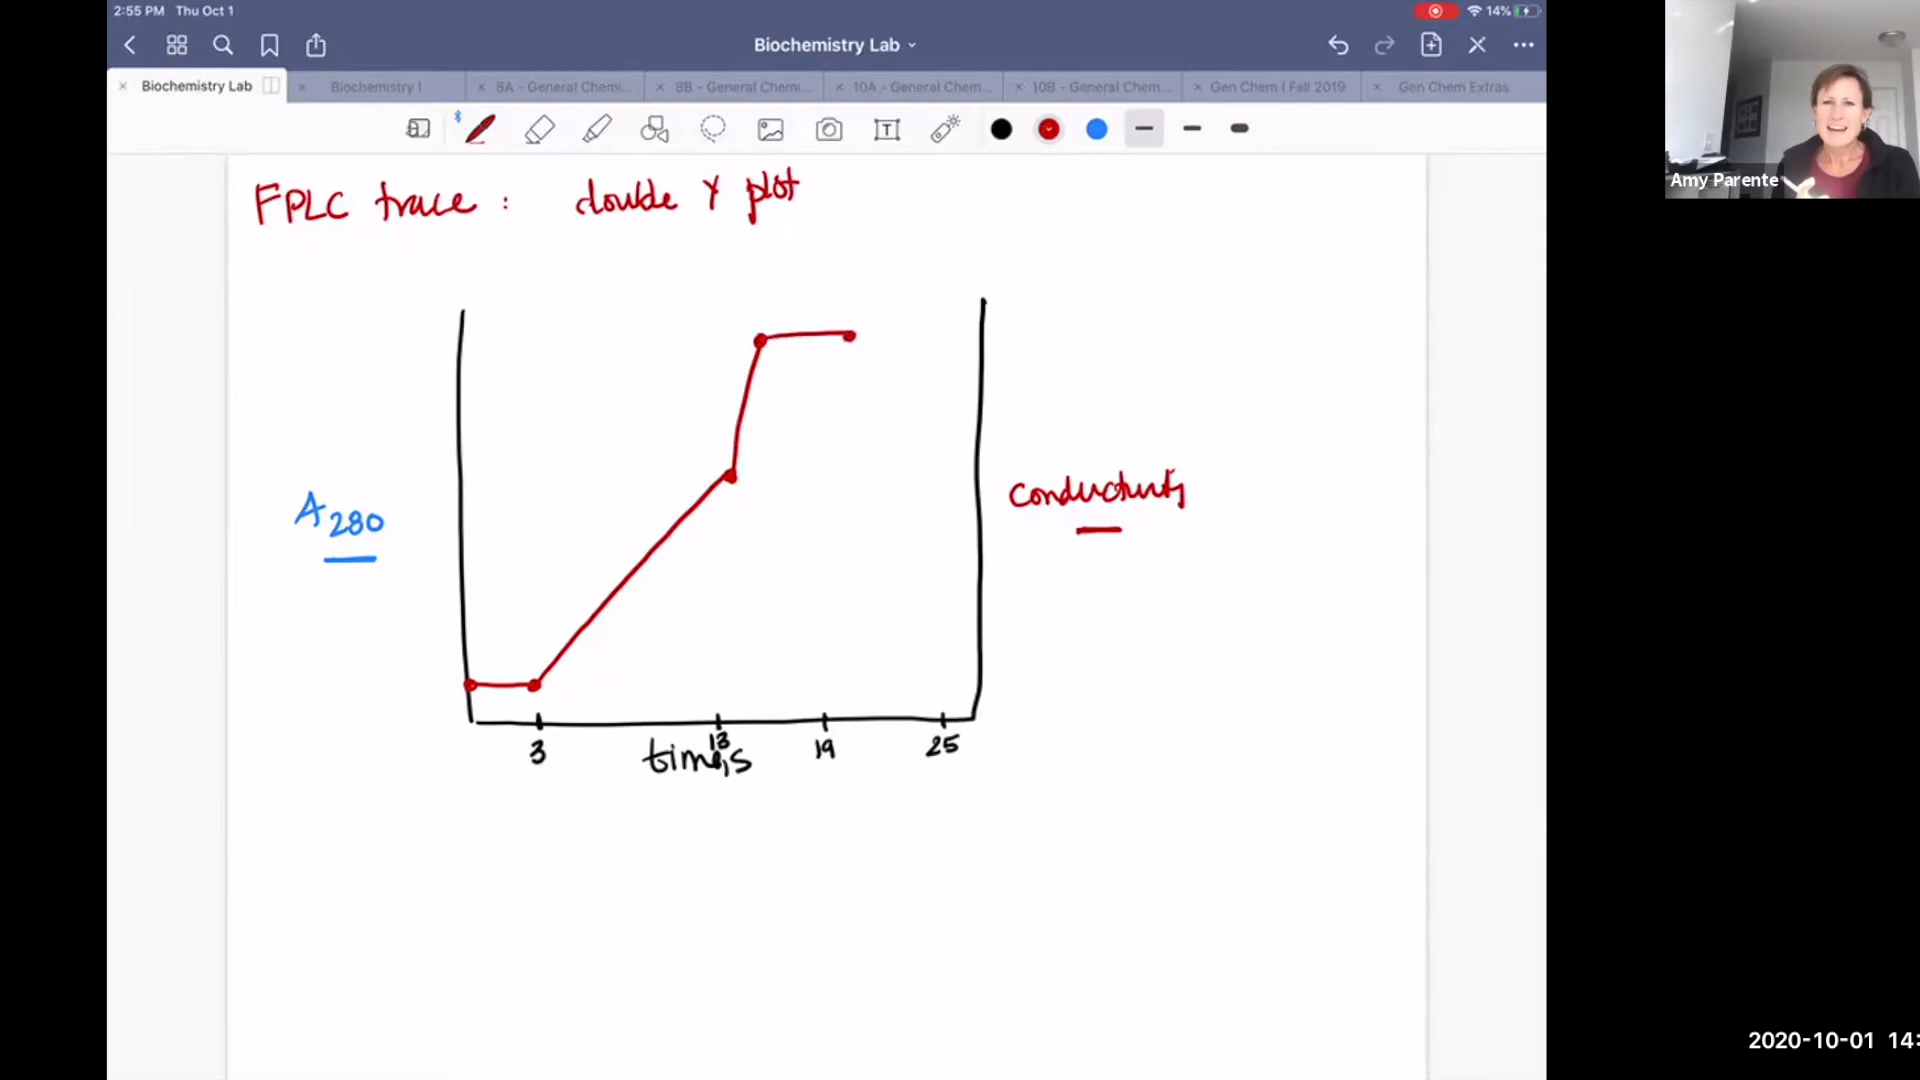 2:55 PM Thu Oct 1
14%
Biochemistry Lab
Biochemistry Lab
Biochemistry I
8A - General Chemi...
8B - General Chemi...
10A - General Chem...
10B - General Chem...
Gen Chem I Fall 2019
Gen Chem Extras
T
Amy Parente
FPLC trace : double Y plot
A280
conductivity
3
13
19
25
time, s
2020-10-01 14: